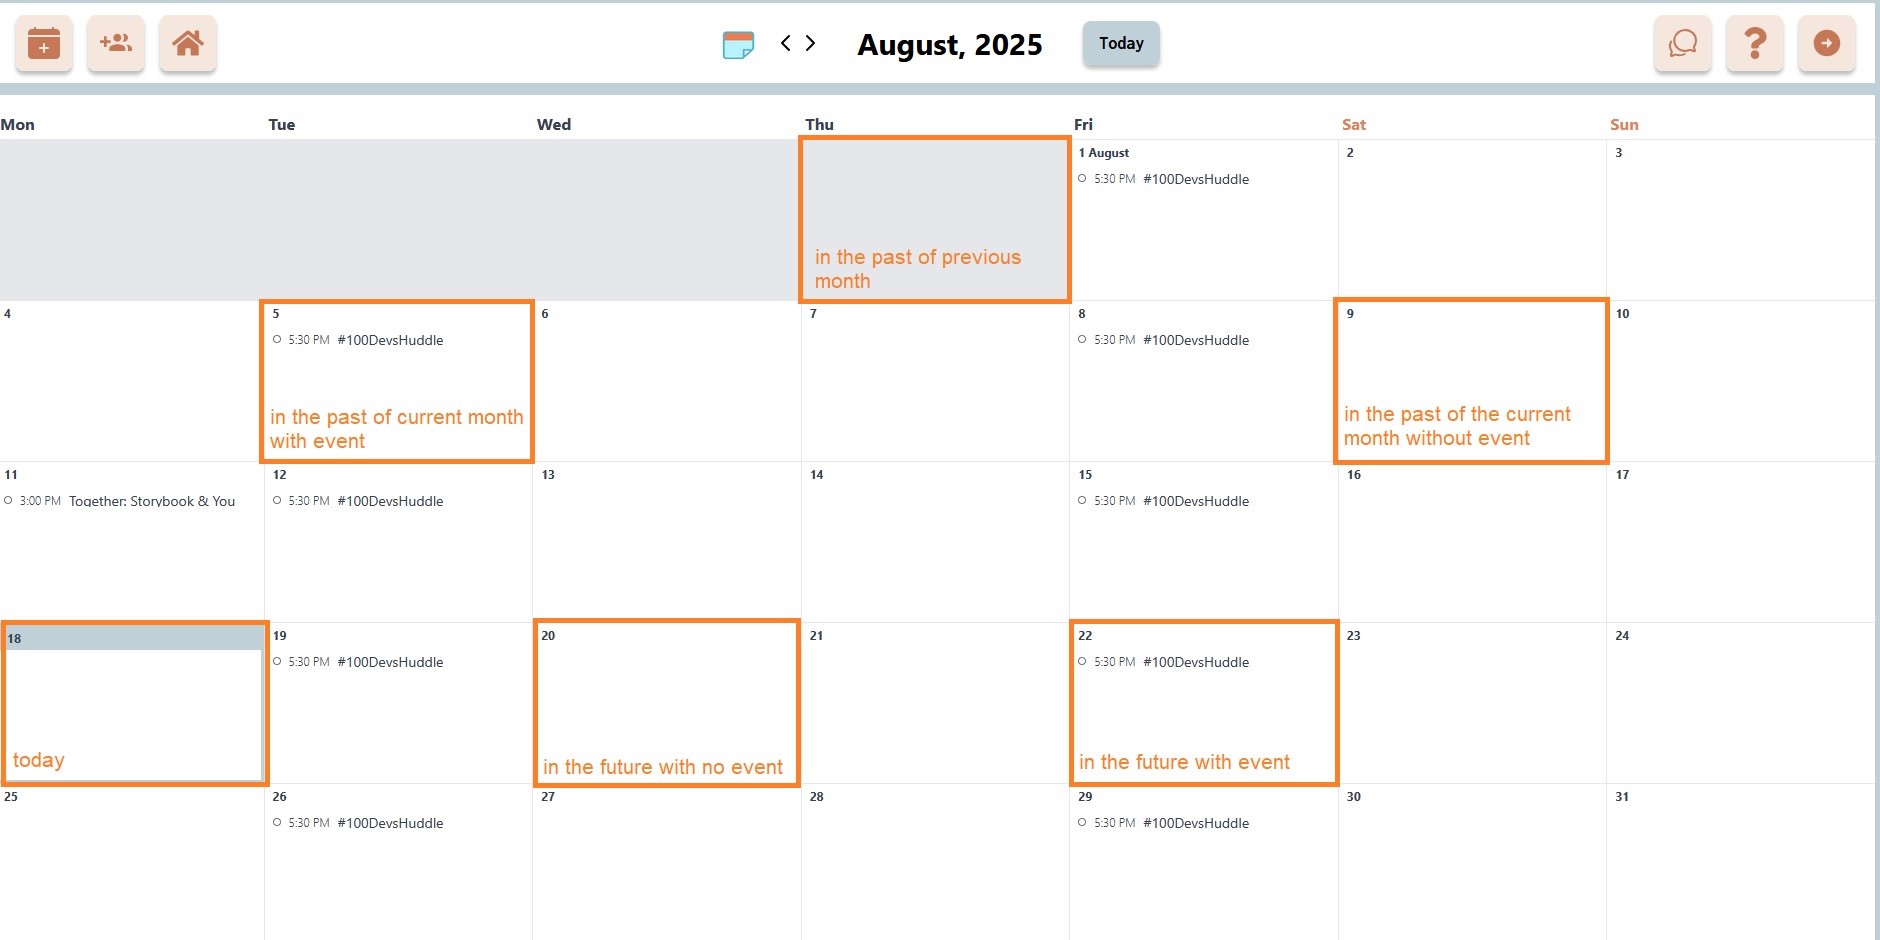 August, 2025
Today
Mon Tue Wed Thu Fri Sat Sun
1 August 2 3
5:30 PM #100DevsHuddle
in the past of previous
month
4 5 6 7 8 9 10
5:30 PM #100DevsHuddle 5:30 PM #100DevsHuddle
in the past of current month
with event
in the past of the current
month without event
11 12 13 14 15 16 17
3:00 PM Together: Storybook & You 5:30 PM #100DevsHuddle 5:30 PM #100DevsHuddle
18 19 20 21 22 23 24
5:30 PM #100DevsHuddle 5:30 PM #100DevsHuddle
today in the future with no event in the future with event
25 26 27 28 29 30 31
5:30 PM #100DevsHuddle 5:30 PM #100DevsHuddle